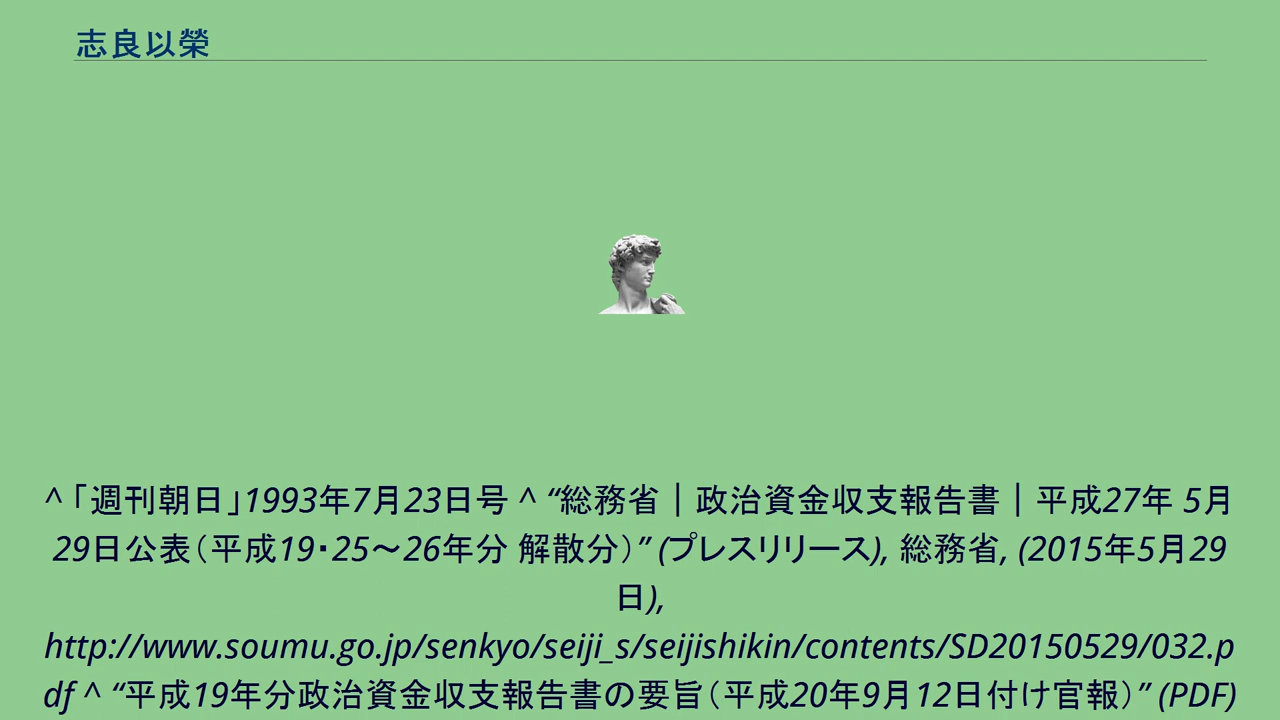 志良以榮
^ 「週刊朝日」1993年7月23日号 ^ “総務省｜政治資金収支報告書｜平成27年 5月
29日公表（平成19・25～26年分 解散分）” (プレスリリース), 総務省, (2015年5月29
日),
http://www.soumu.go.jp/senkyo/seiji_s/seijishikin/contents/SD20150529/032.p
df ^ “平成19年分政治資金収支報告書の要旨（平成20年9月12日付け官報）” (PDF)